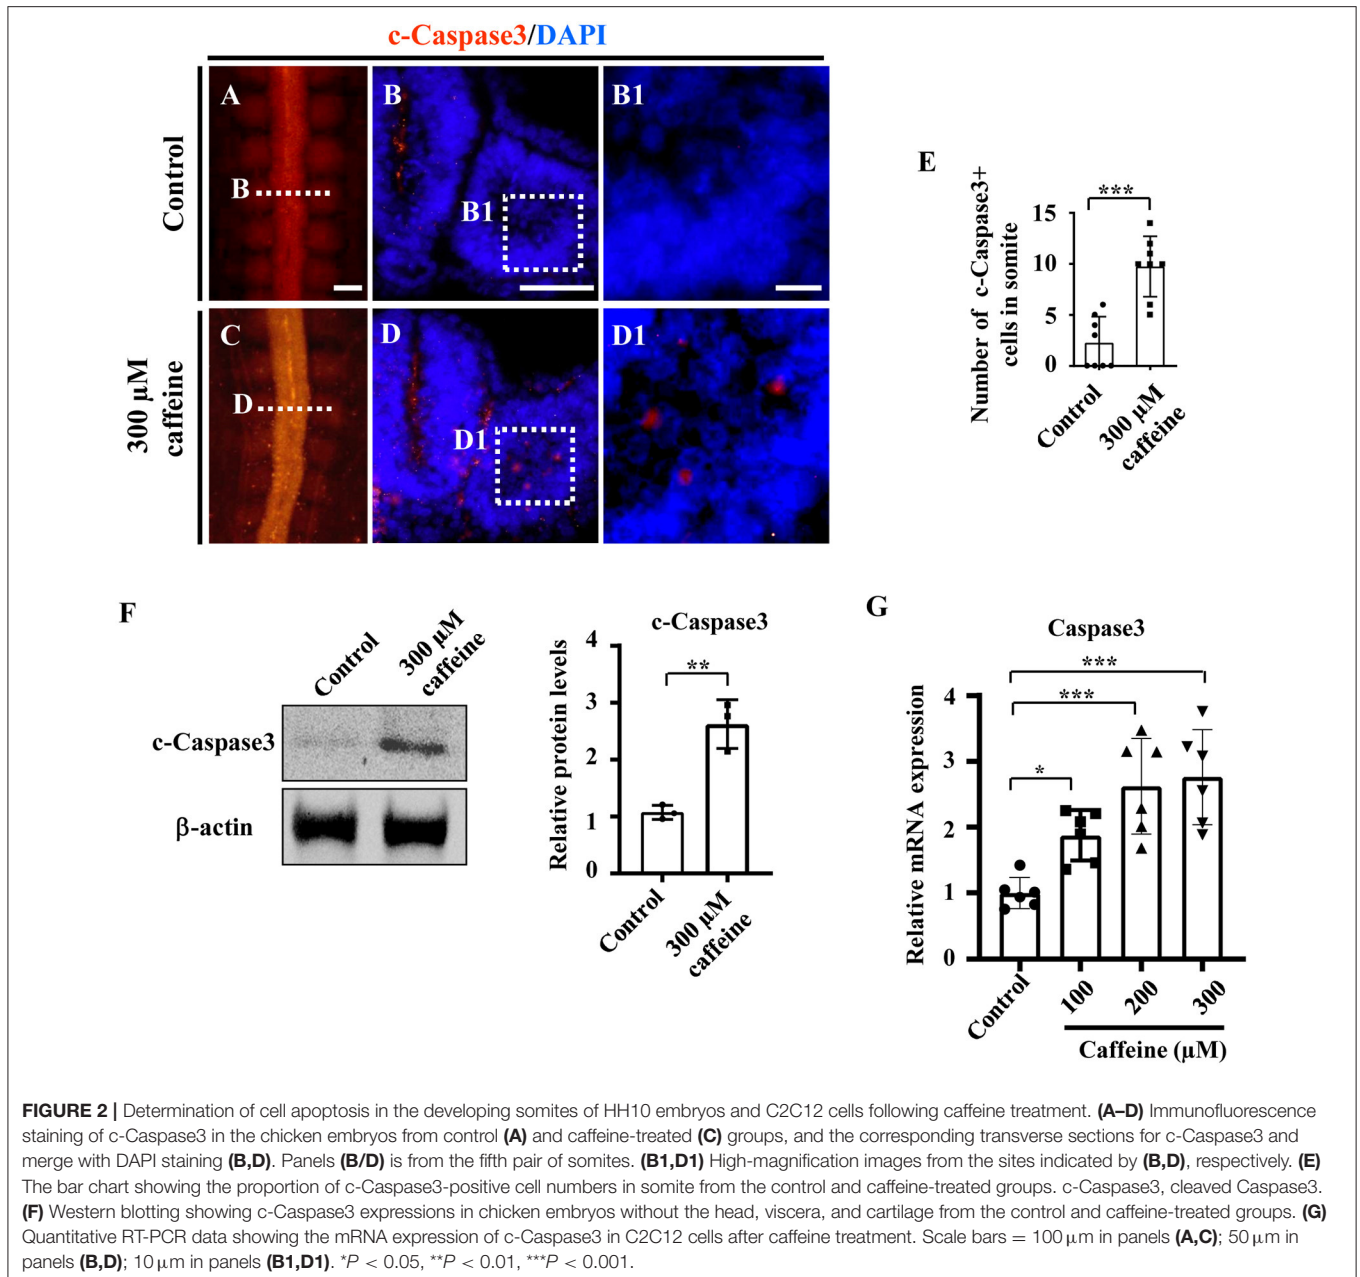 c-Caspase3/DAPI
Control
300 µM
caffeine
A
B
B
B1
B1
C
D
D
D1
D1
E
***
Number of c-Caspase3+
cells in somite
15
10
5
0
Control
300 µM
caffeine
F
Control
300 µM
caffeine
c-Caspase3
β-actin
c-Caspase3
**
Relative protein levels
4
3
2
1
0
Control
300 µM
caffeine
G
Caspase3
***
***
*
Relative mRNA expression
4
3
2
1
0
Control
100
200
300
Caffeine (µM)
FIGURE 2 | Determination of cell apoptosis in the developing somites of HH10 embryos and C2C12 cells following caffeine treatment. (A–D) Immunofluorescence
staining of c-Caspase3 in the chicken embryos from control (A) and caffeine-treated (C) groups, and the corresponding transverse sections for c-Caspase3 and
merge with DAPI staining (B,D). Panels (B/D) is from the fifth pair of somites. (B1,D1) High-magnification images from the sites indicated by (B,D), respectively. (E)
The bar chart showing the proportion of c-Caspase3-positive cell numbers in somite from the control and caffeine-treated groups. c-Caspase3, cleaved Caspase3.
(F) Western blotting showing c-Caspase3 expressions in chicken embryos without the head, viscera, and cartilage from the control and caffeine-treated groups. (G)
Quantitative RT-PCR data showing the mRNA expression of c-Caspase3 in C2C12 cells after caffeine treatment. Scale bars = 100 µm in panels (A,C); 50 µm in
panels (B,D); 10 µm in panels (B1,D1). *P < 0.05, **P < 0.01, ***P < 0.001.